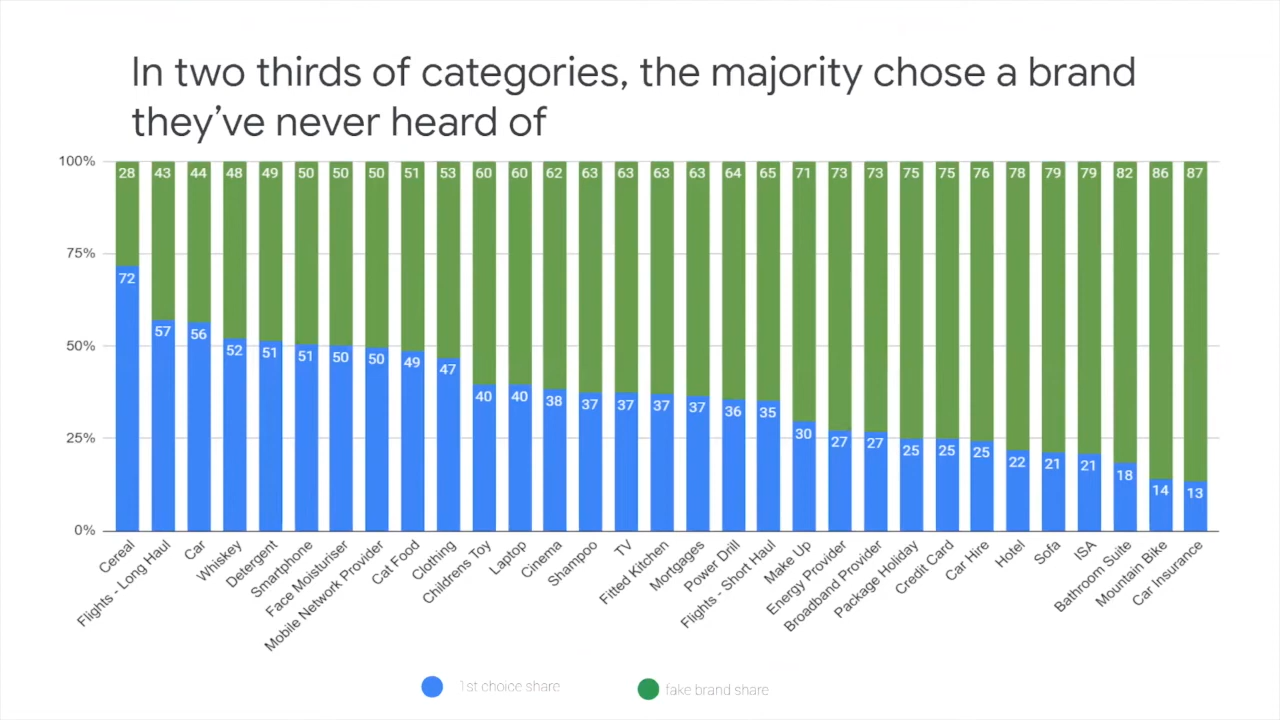 In two thirds of categories, the majority chose a brand
they’ve never heard of
100%
28 43 44 48 49 50 50 50 51 53 60 60 62 63 63 63 63 64 65 71 73 73 75 75 76 78 79 79 82 86 87
75%
72
57 56
50%
52 51 51 50 50 49 47
40 40 38 37 37 37 37 36 35
30 27 27
25%
25 25 25 22 21 21 18 14 13
0%
Cereal
Flights - Long Haul
Car
Whiskey
Detergent
Smartphone
Face Moisturiser
Mobile Network Provider
Cat Food
Clothing
Childrens Toy
Laptop
Cinema
Shampoo
TV
Fitted Kitchen
Mortgages
Power Drill
Flights - Short Haul
Make Up
Energy Provider
Broadband Provider
Package Holiday
Credit Card
Car Hire
Hotel
Sofa
ISA
Bathroom Suite
Mountain Bike
Car Insurance
1st choice share
fake brand share